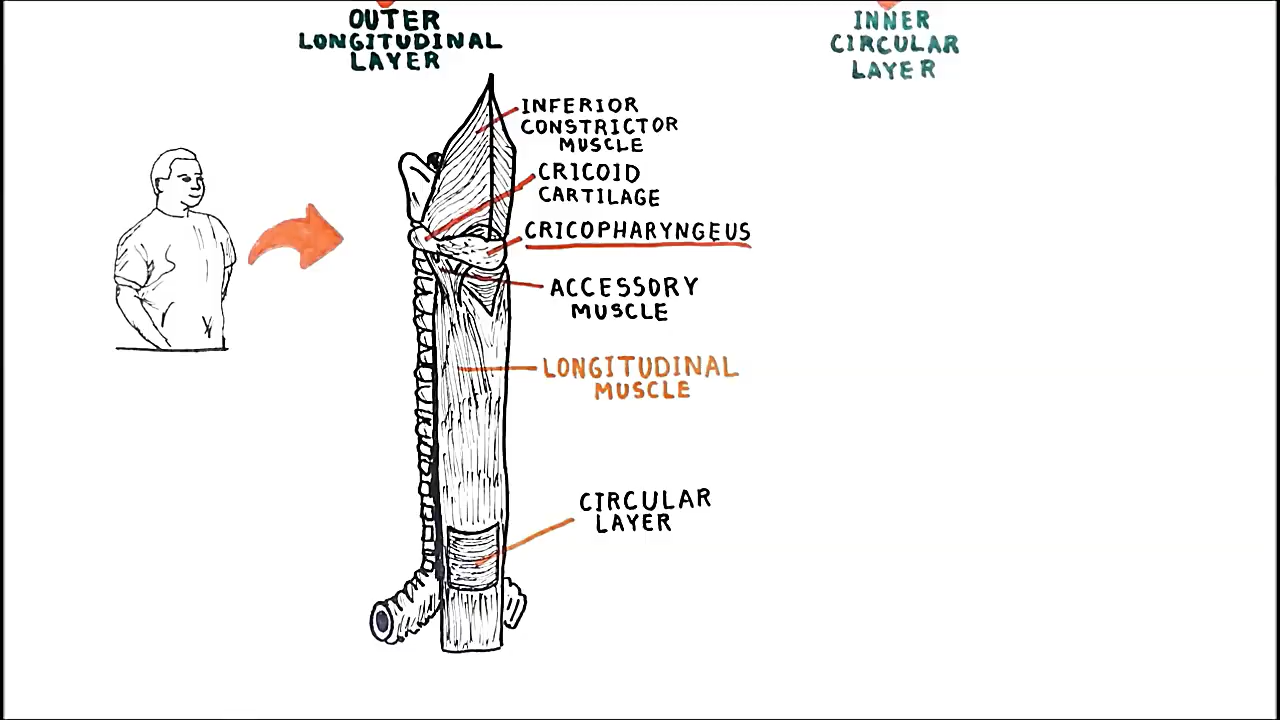 OUTER
LONGITUDINAL
LAYER
INNER
CIRCULAR
LAYER
INFERIOR
CONSTRICTOR
MUSCLE
CRICOID
CARTILAGE
CRICOPHARYNGEUS
ACCESSORY
MUSCLE
LONGITUDINAL
MUSCLE
CIRCULAR
LAYER